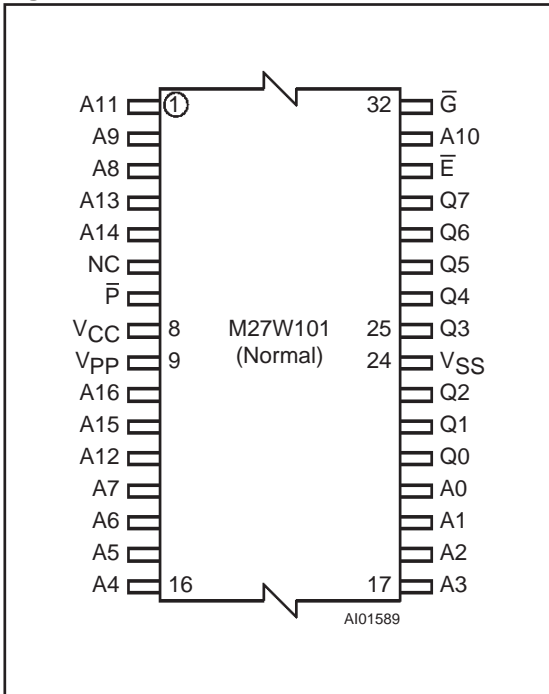 A11 1 32 G̅
A9 A10
A8 E̅
A13 Q7
A14 Q6
NC Q5
P̅ Q4
VCC 8 M27W101 25 Q3
VPP 9 (Normal) 24 VSS
A16 Q2
A15 Q1
A12 Q0
A7 A0
A6 A1
A5 A2
A4 16 17 A3
AI01589